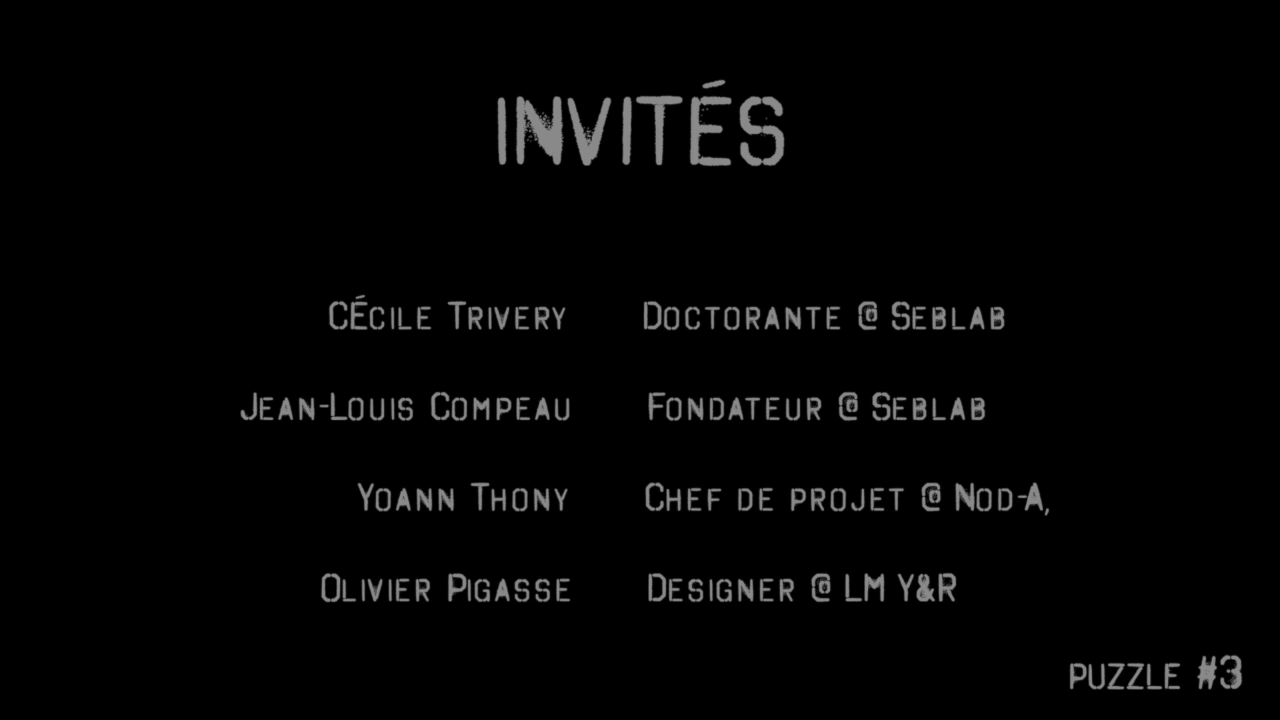 INVITÉS
CÉCILE TRIVERY DOCTORANTE @ SEBLAB
JEAN-LOUIS COMPEAU FONDATEUR @ SEBLAB
YOANN THONY CHEF DE PROJET @ NOD-A,
OLIVIER PIGASSE DESIGNER @ LM Y&R
PUZZLE #3